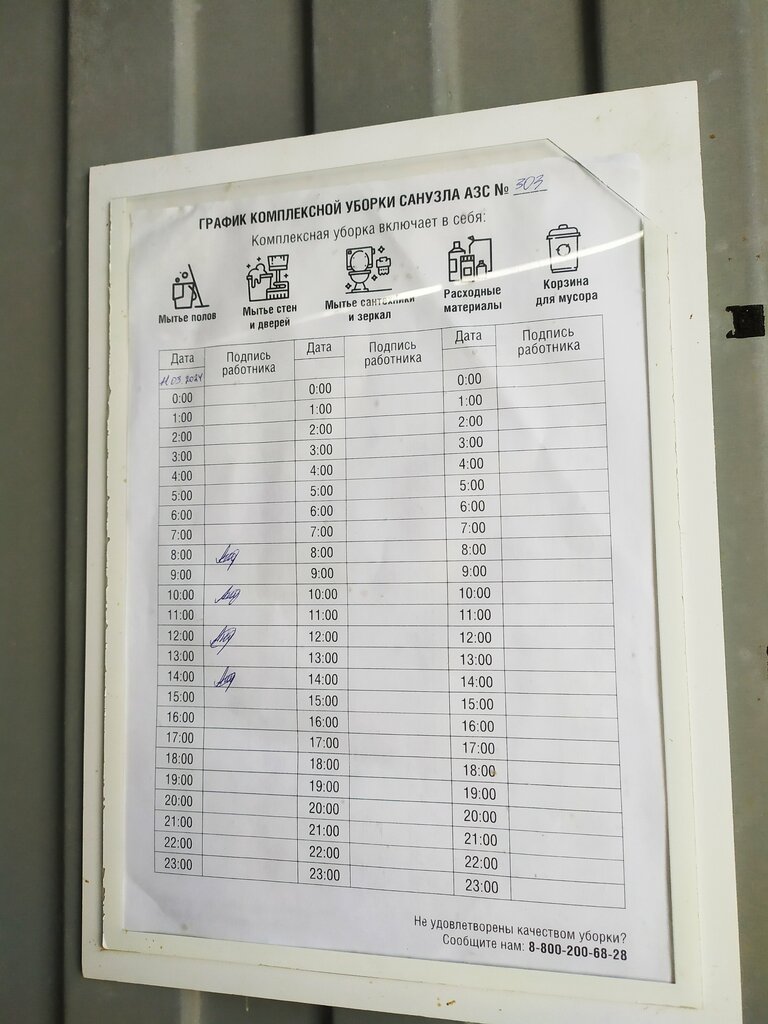 ГРАФИК КОМПЛЕКСНОЙ УБОРКИ САНУЗЛА АЗС № 303
Комплексная уборка включает в себя:
Мытье полов
Мытье стен
и дверей
Мытье сантехники
и зеркал
Расходные
материалы
Корзина
для мусора
Дата Подпись работника Дата Подпись работника Дата Подпись работника
11.03.2024
0:00 0:00 0:00
1:00 1:00 1:00
2:00 2:00 2:00
3:00 3:00 3:00
4:00 4:00 4:00
5:00 5:00 5:00
6:00 6:00 6:00
7:00 7:00 7:00
8:00 8:00 8:00
9:00 9:00 9:00
10:00 10:00 10:00
11:00 11:00 11:00
12:00 12:00 12:00
13:00 13:00 13:00
14:00 14:00 14:00
15:00 15:00 15:00
16:00 16:00 16:00
17:00 17:00 17:00
18:00 18:00 18:00
19:00 19:00 19:00
20:00 20:00 20:00
21:00 21:00 21:00
22:00 22:00 22:00
23:00 23:00 23:00
Не удовлетворены качеством уборки?
Сообщите нам: 8-800-200-68-28